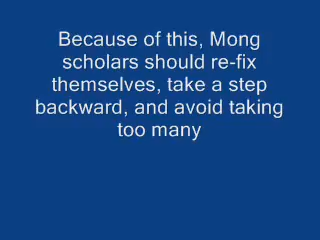 Because of this, Mong
scholars should re-fix
themselves, take a step
backward, and avoid taking
too many